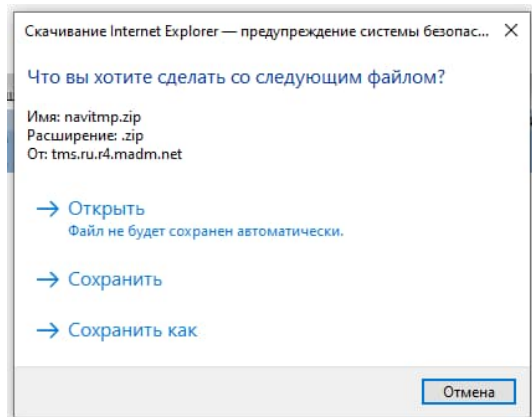 Скачивание Internet Explorer — предупреждение системы безопас...
Что вы хотите сделать со следующим файлом?
Имя: navitmp.zip
Расширение: .zip
От: tms.ru.r4.madm.net
Открыть
Файл не будет сохранен автоматически.
Сохранить
Сохранить как
Отмена